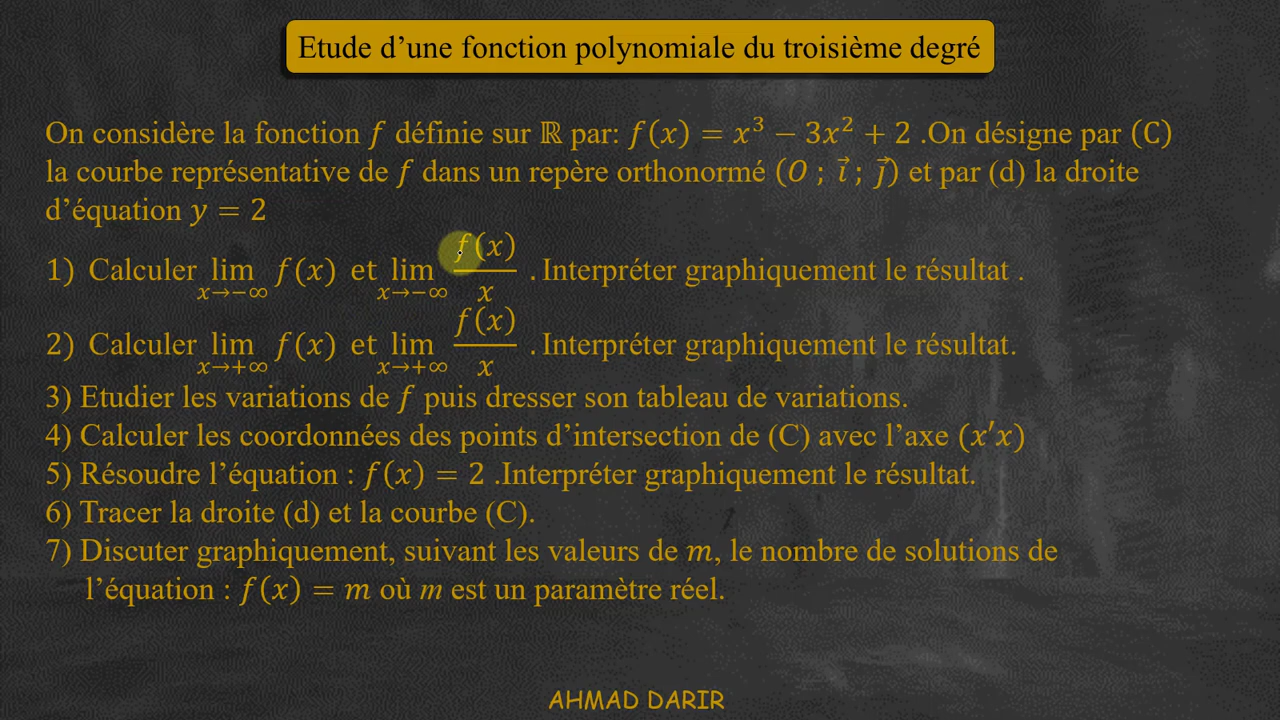 Etude d’une fonction polynomiale du troisième degré
On considère la fonction f définie sur ℝ par: f(x) = x³ − 3x² + 2 .On désigne par (C)
la courbe représentative de f dans un repère orthonormé (O ; i⃗ ; j⃗) et par (d) la droite
d’équation y = 2
1) Calculer lim x→−∞ f(x) et lim x→−∞ f(x)/x . Interpréter graphiquement le résultat .
2) Calculer lim x→+∞ f(x) et lim x→+∞ f(x)/x . Interpréter graphiquement le résultat.
3) Etudier les variations de f puis dresser son tableau de variations.
4) Calculer les coordonnées des points d’intersection de (C) avec l’axe (x′x)
5) Résoudre l’équation : f(x) = 2 .Interpréter graphiquement le résultat.
6) Tracer la droite (d) et la courbe (C).
7) Discuter graphiquement, suivant les valeurs de m, le nombre de solutions de
l’équation : f(x) = m où m est un paramètre réel.
AHMAD DARIR